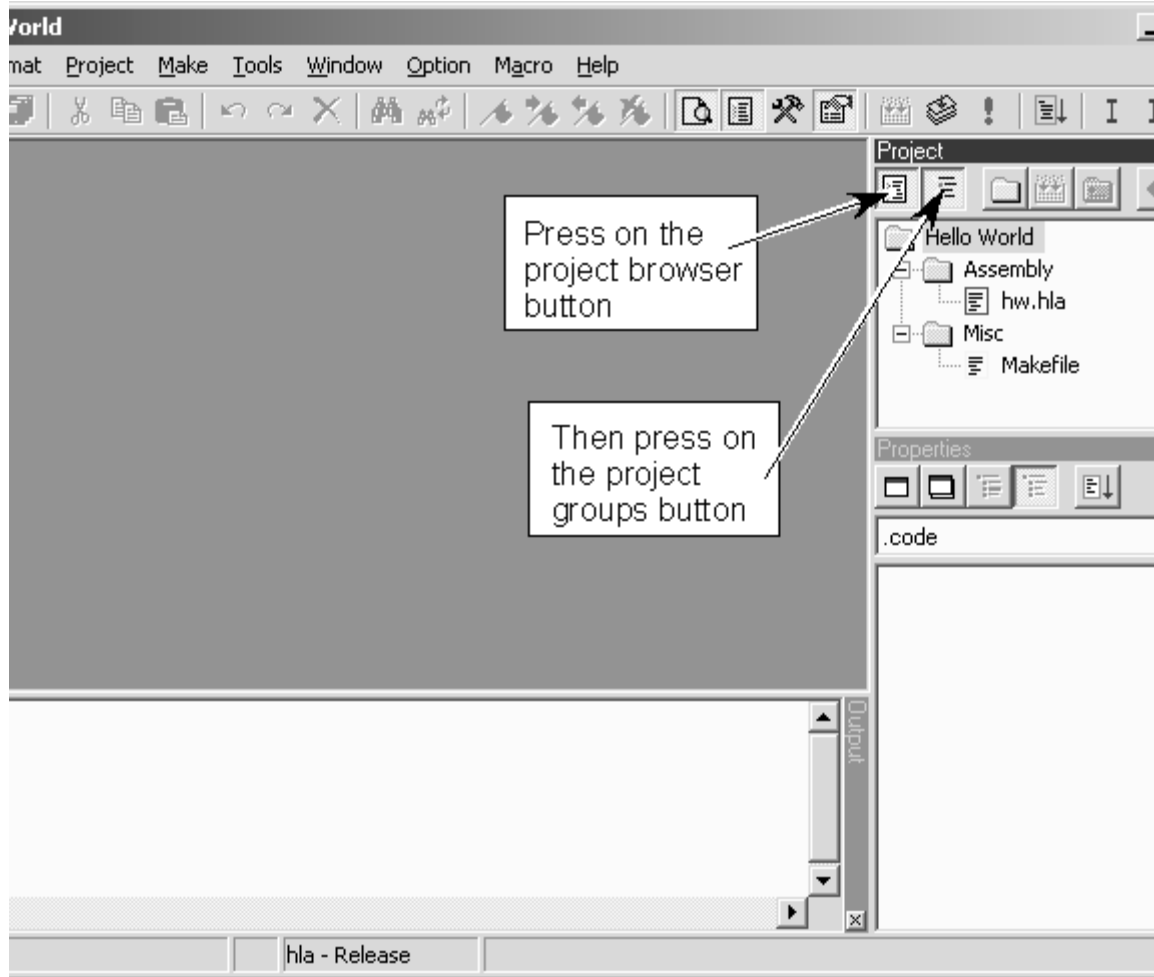 World
mat Project Make Tools Window Option Macro Help
Project
Press on the
project browser
button
Hello World
Assembly
hw.hla
Misc
Makefile
Then press on
the project
groups button
Properties
.code
Output
hla - Release